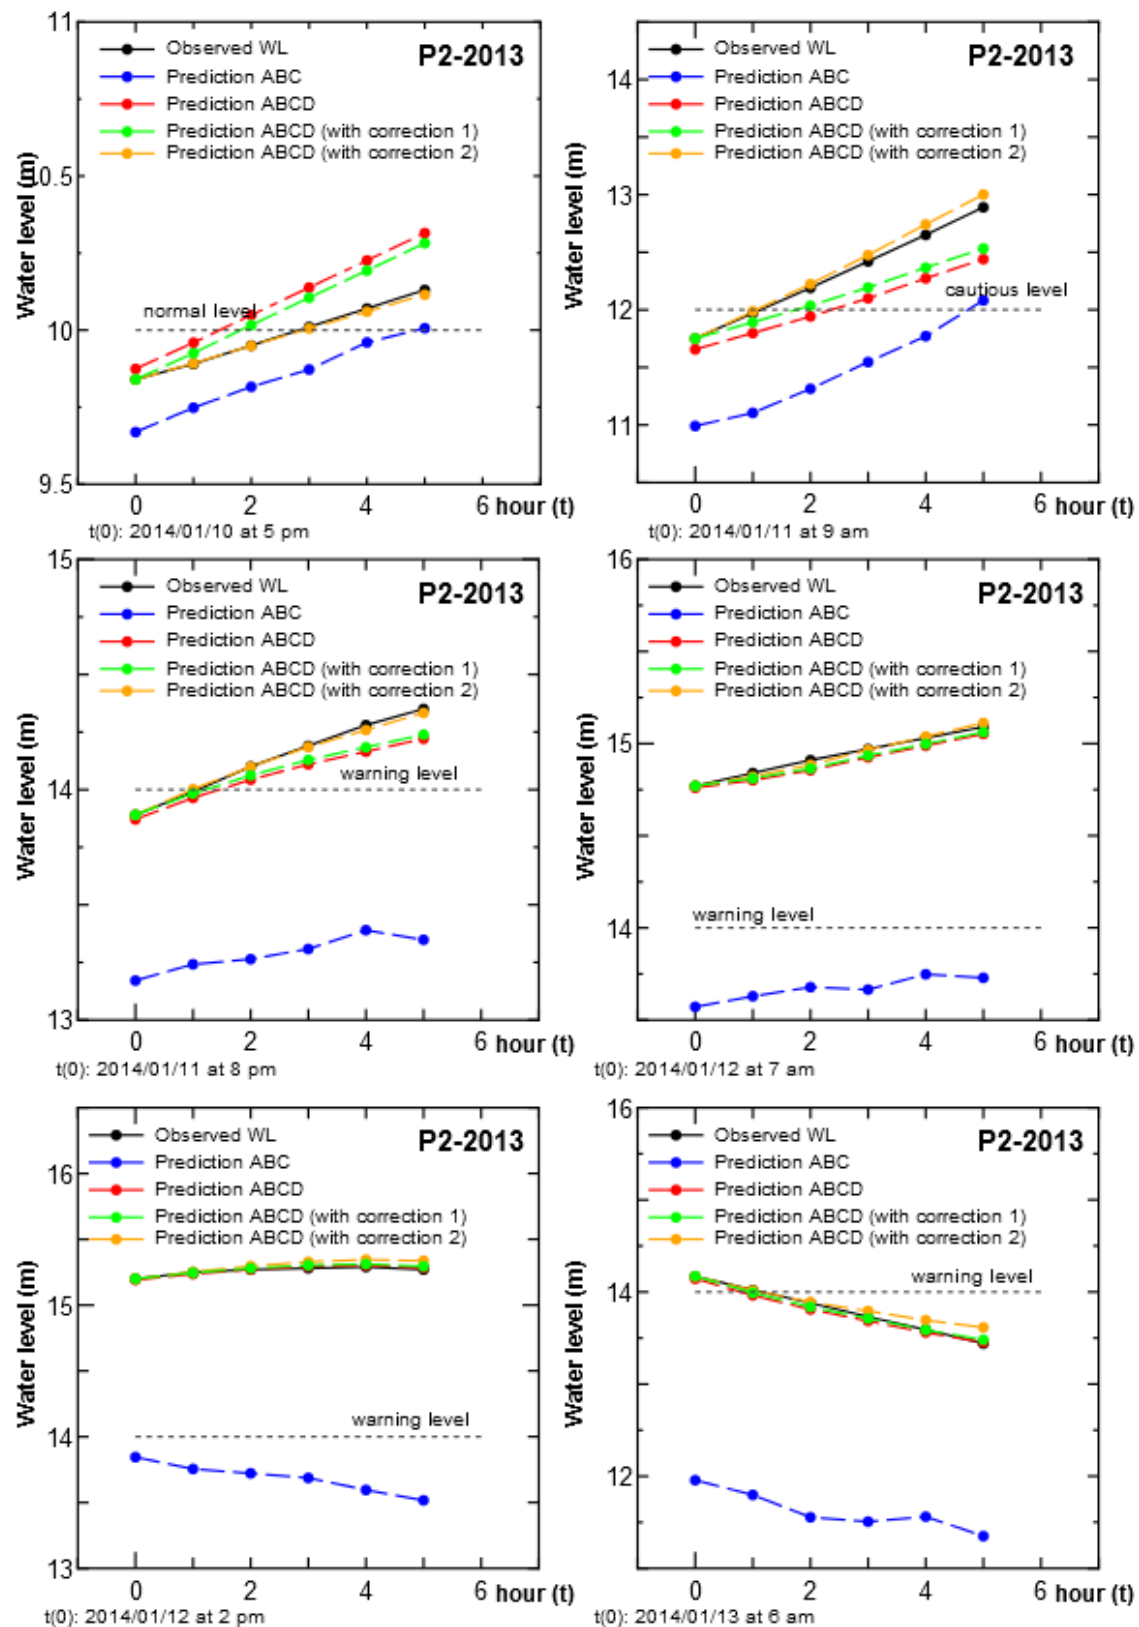 11
Observed WL
P2-2013
Prediction ABC
Prediction ABCD
Prediction ABCD (with correction 1)
Prediction ABCD (with correction 2)
Water level (m)
10.5
normal level
10
9.5
0 2 4 6 hour (t)
t(0): 2014/01/10 at 5 pm
Observed WL
P2-2013
14
Prediction ABC
Prediction ABCD
Prediction ABCD (with correction 1)
Prediction ABCD (with correction 2)
Water level (m)
13
cautious level
12
11
0 2 4 6 hour (t)
t(0): 2014/01/11 at 9 am
15
Observed WL
P2-2013
Prediction ABC
Prediction ABCD
Prediction ABCD (with correction 1)
Prediction ABCD (with correction 2)
Water level (m)
warning level
14
13
0 2 4 6 hour (t)
t(0): 2014/01/11 at 8 pm
16
Observed WL
P2-2013
Prediction ABC
Prediction ABCD
Prediction ABCD (with correction 1)
Prediction ABCD (with correction 2)
Water level (m)
15
warning level
14
0 2 4 6 hour (t)
t(0): 2014/01/12 at 7 am
Observed WL
P2-2013
Prediction ABC
16
Prediction ABCD
Prediction ABCD (with correction 1)
Prediction ABCD (with correction 2)
Water level (m)
15
warning level
14
13
0 2 4 6 hour (t)
t(0): 2014/01/12 at 2 pm
16
Observed WL
P2-2013
Prediction ABC
Prediction ABCD
Prediction ABCD (with correction 1)
Prediction ABCD (with correction 2)
Water level (m)
warning level
14
12
0 2 4 6 hour (t)
t(0): 2014/01/13 at 6 am